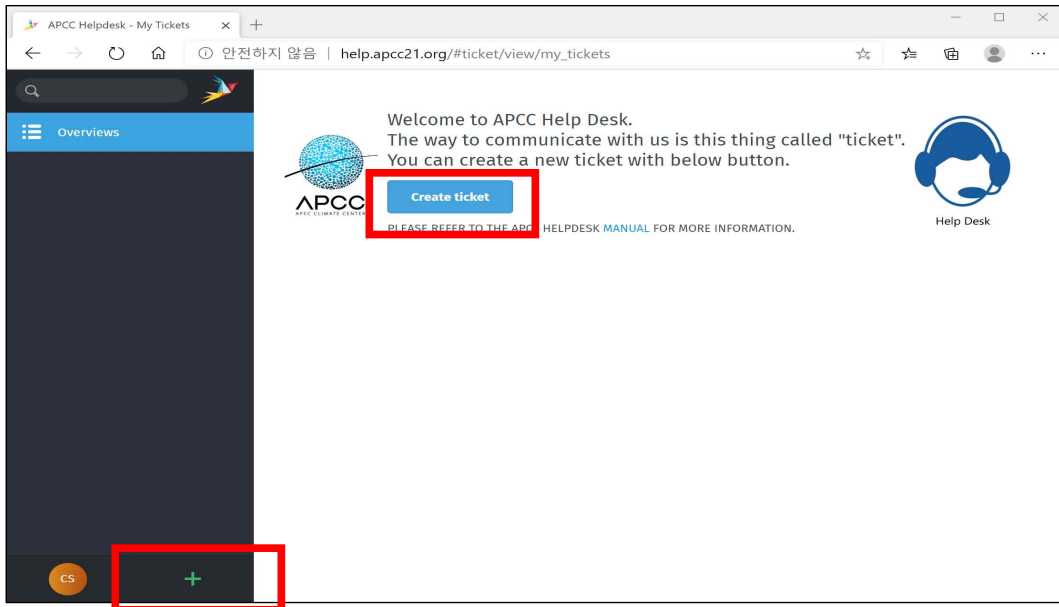 APCC Helpdesk - My Tickets
안전하지 않음 | help.apcc21.org/#ticket/view/my_tickets
Overviews
Welcome to APCC Help Desk.
The way to communicate with us is this thing called "ticket".
You can create a new ticket with below button.
Create ticket
APCC
APEC CLIMATE CENTER
PLEASE REFER TO THE APCC HELPDESK MANUAL FOR MORE INFORMATION.
Help Desk
CS